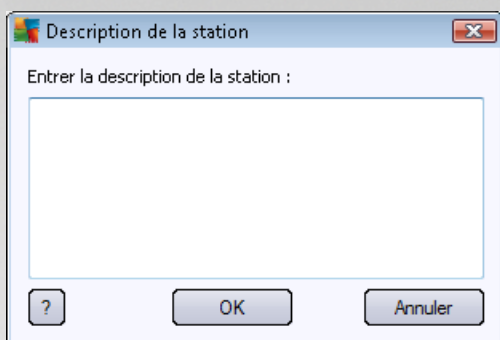 Description de la station
Entrer la description de la station :
?
OK
Annuler